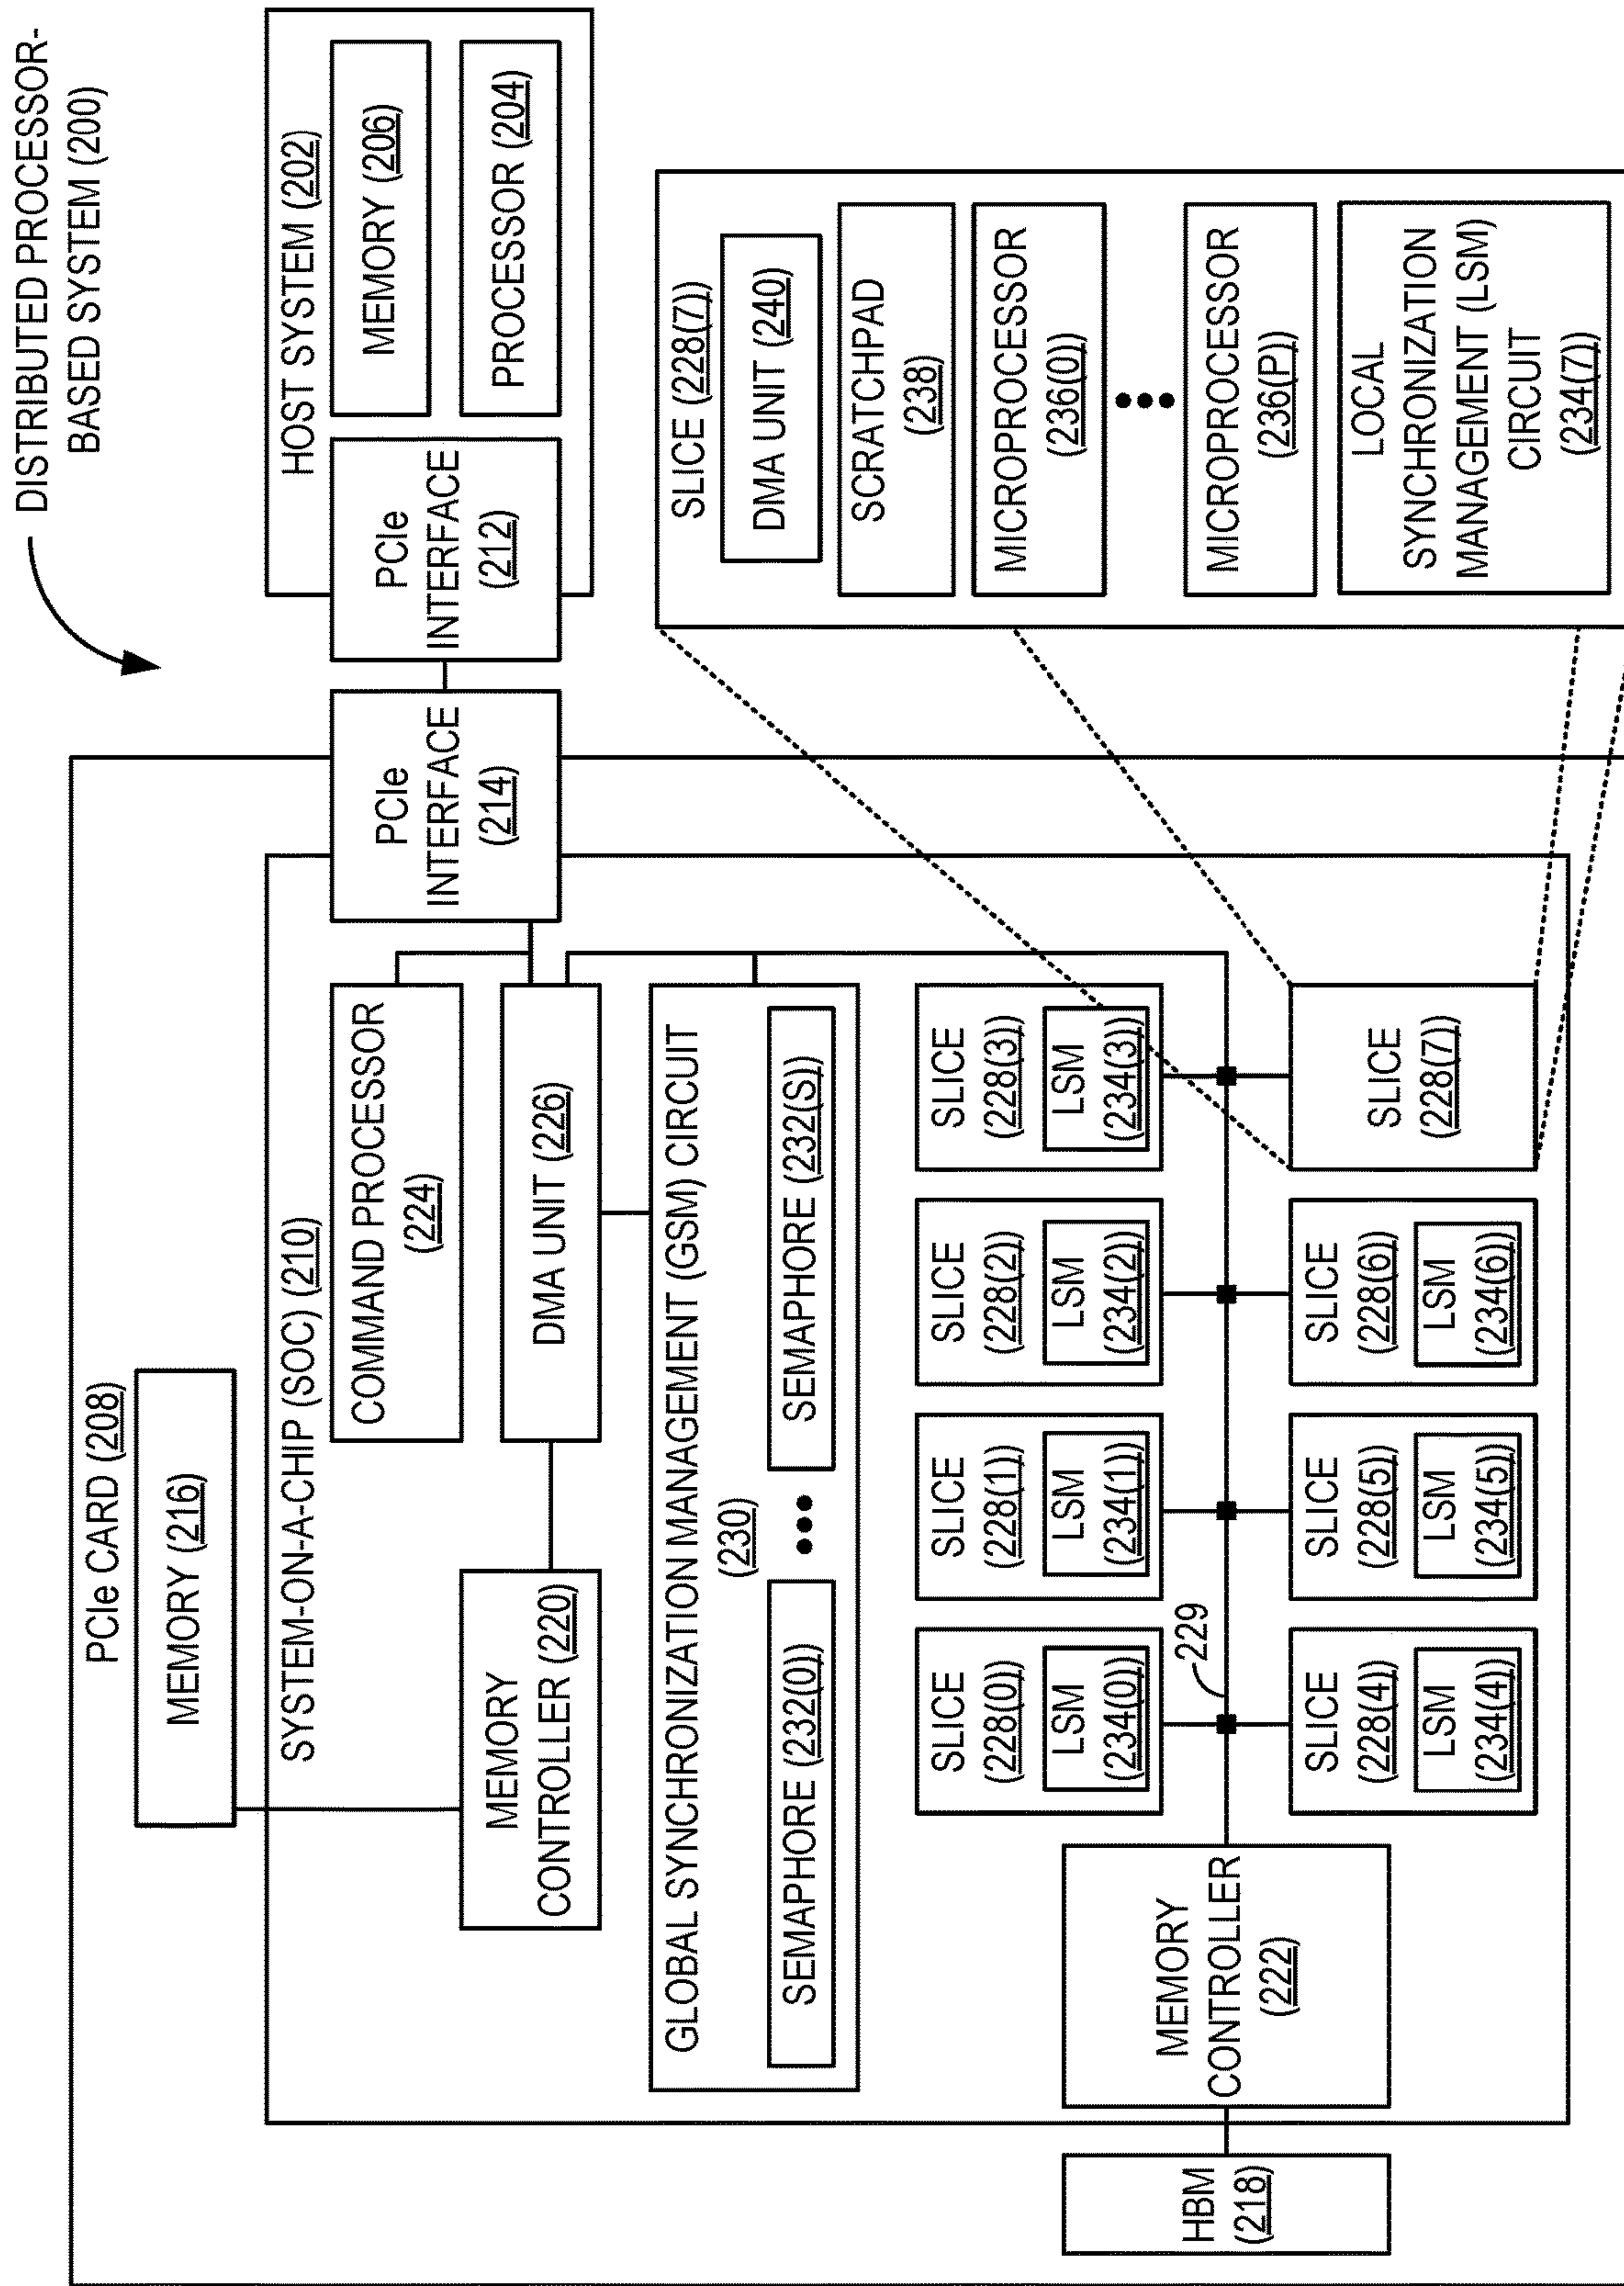 DISTRIBUTED PROCESSOR-
BASED SYSTEM (200)
PCIe CARD (208)
MEMORY (216)
SYSTEM-ON-A-CHIP (SOC) (210)
COMMAND PROCESSOR
(224)
MEMORY
CONTROLLER (220)
DMA UNIT (226)
PCIe
INTERFACE
(214)
PCIe
INTERFACE
(212)
HOST SYSTEM (202)
MEMORY (206)
PROCESSOR (204)
GLOBAL SYNCHRONIZATION MANAGEMENT (GSM) CIRCUIT
(230)
SEMAPHORE (232(0))
SEMAPHORE (232(S))
SLICE
(228(0))
LSM
(234(0))
SLICE
(228(1))
LSM
(234(1))
SLICE
(228(2))
LSM
(234(2))
SLICE
(228(3))
LSM
(234(3))
229
SLICE
(228(4))
LSM
(234(4))
SLICE
(228(5))
LSM
(234(5))
SLICE
(228(6))
LSM
(234(6))
SLICE
(228(7))
HBM
(218)
MEMORY
CONTROLLER
(222)
SLICE (228(7))
DMA UNIT (240)
SCRATCHPAD
(238)
MICROPROCESSOR
(236(0))
MICROPROCESSOR
(236(P))
LOCAL
SYNCHRONIZATION
MANAGEMENT (LSM)
CIRCUIT
(234(7))